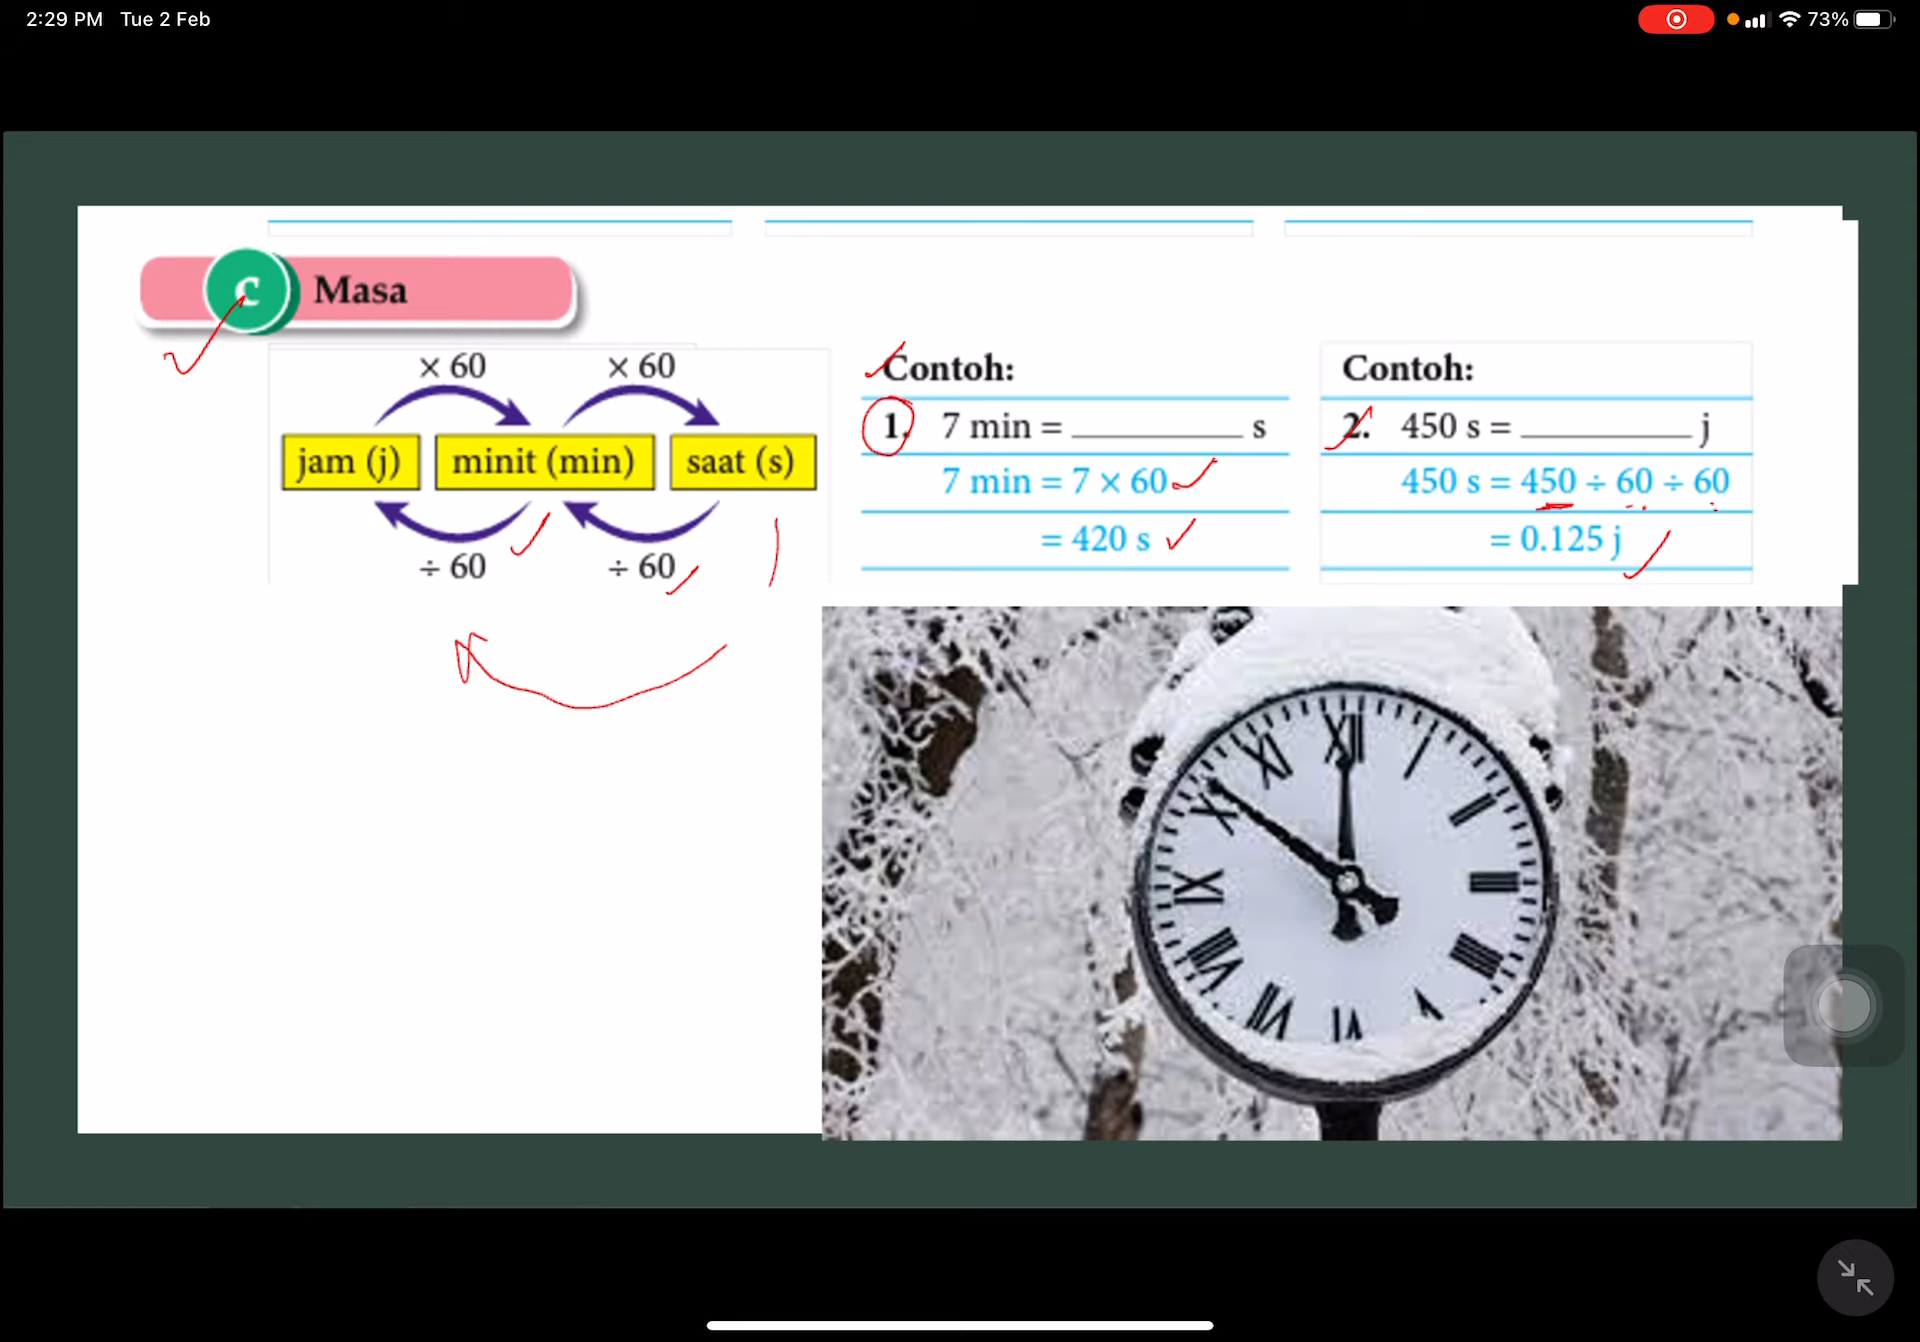 2:29 PM Tue 2 Feb
73%
c Masa
× 60 × 60
jam (j) minit (min) saat (s)
÷ 60 ÷ 60
Contoh:
1. 7 min = __________ s
7 min = 7 × 60
= 420 s
Contoh:
2. 450 s = __________ j
450 s = 450 ÷ 60 ÷ 60
= 0.125 j
XII
I
II
III
IIII
VI
VII
VIII
IX
X
XI